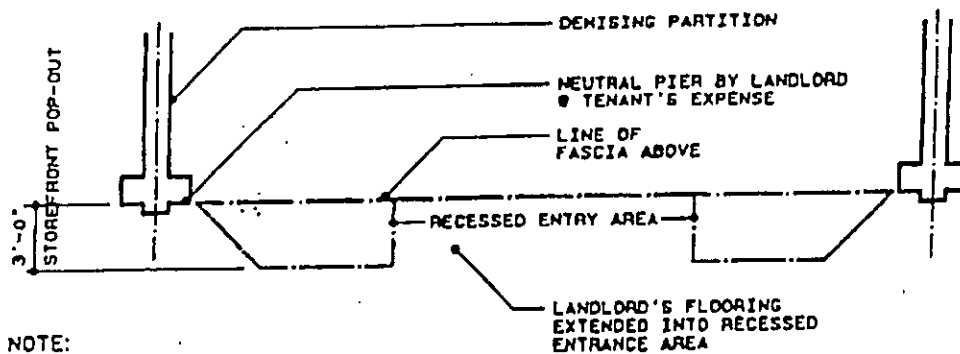 DEMISING PARTITION
NEUTRAL PIER BY LANDLORD
@ TENANT'S EXPENSE
LINE OF
FASCIA ABOVE
STOREFRONT POP-OUT
3'-0"
RECESSED ENTRY AREA
LANDLORD'S FLOORING
EXTENDED INTO RECESSED
ENTRANCE AREA
NOTE: